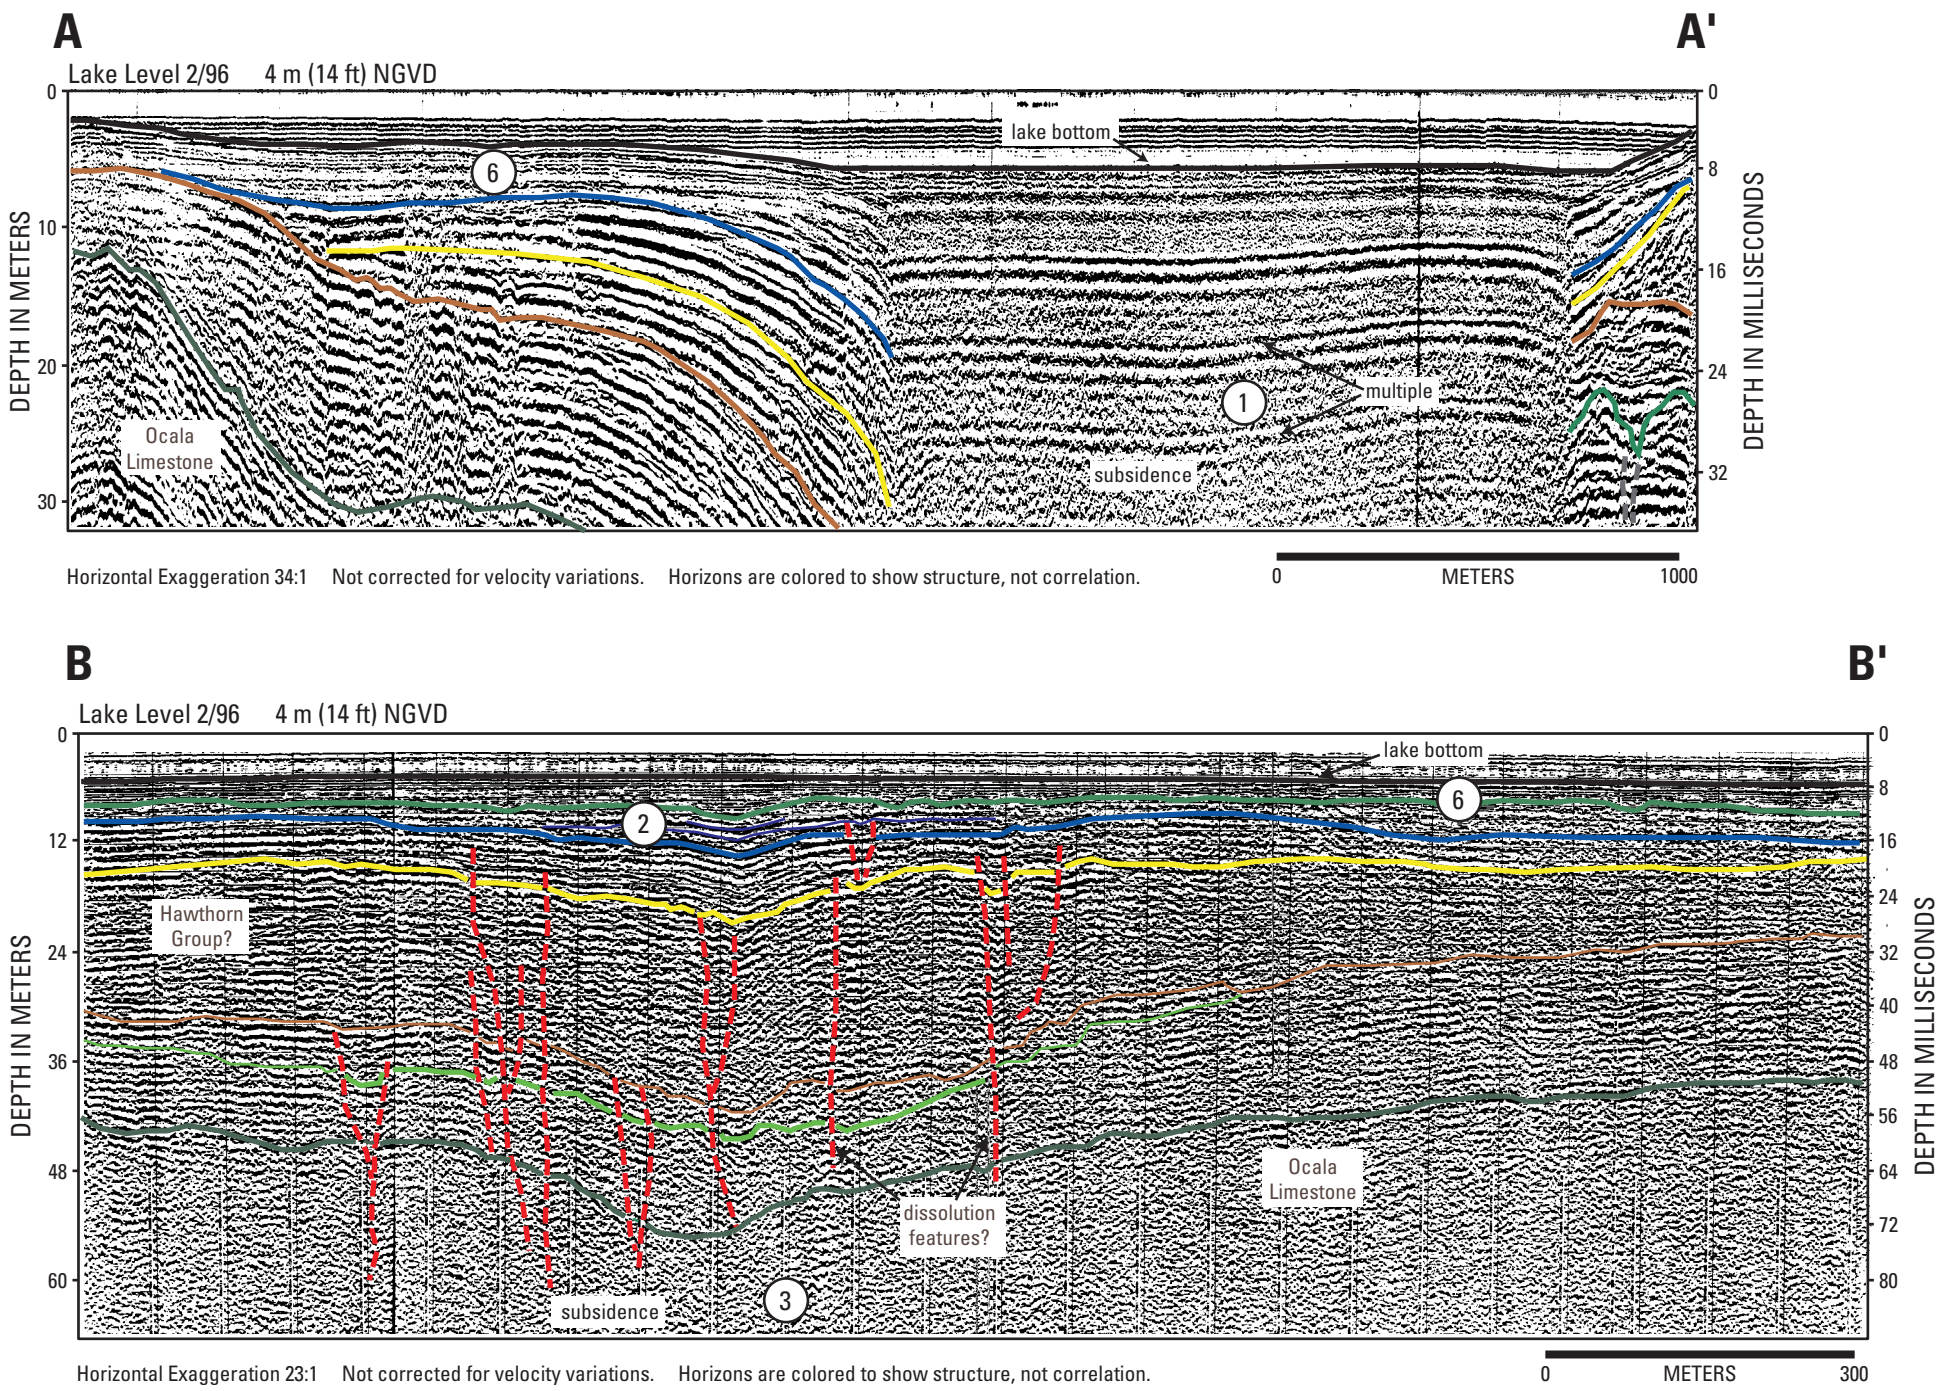 A
A'
Lake Level 2/96 4 m (14 ft) NGVD
0
10
20
30
DEPTH IN METERS
0
8
16
24
32
DEPTH IN MILLISECONDS
lake bottom
6
1
multiple
subsidence
Ocala
Limestone
Horizontal Exaggeration 34:1 Not corrected for velocity variations. Horizons are colored to show structure, not correlation.
0 METERS 1000
B
B'
Lake Level 2/96 4 m (14 ft) NGVD
0
12
24
36
48
60
DEPTH IN METERS
0
8
16
24
32
40
48
56
64
72
80
DEPTH IN MILLISECONDS
lake bottom
6
2
Hawthorn
Group?
Ocala
Limestone
dissolution
features?
3
subsidence
Horizontal Exaggeration 23:1 Not corrected for velocity variations. Horizons are colored to show structure, not correlation.
0 METERS 300